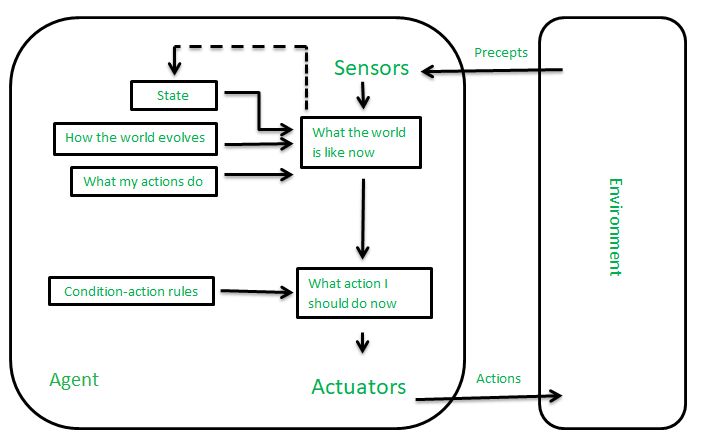 Precepts
Sensors
State
How the world evolves
What the world
is like now
What my actions do
Environment
Condition-action rules
What action I
should do now
Agent
Actuators
Actions